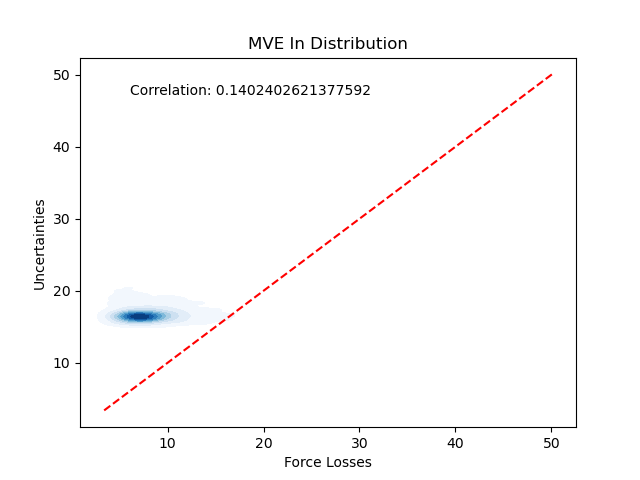 MVE In Distribution
Correlation: 0.1402402621377592
Uncertainties
50
40
30
20
10
10 20 30 40 50
Force Losses